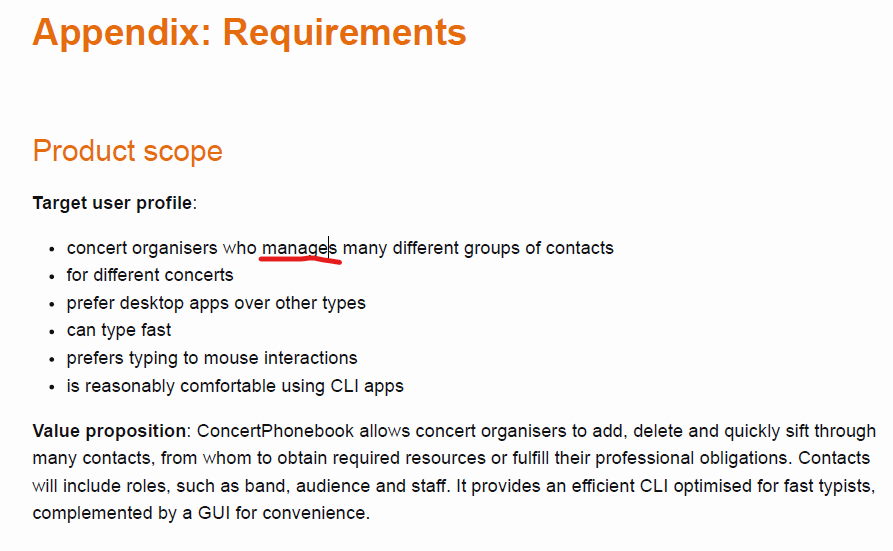 Appendix: Requirements
Product scope
Target user profile:
• concert organisers who manages many different groups of contacts
• for different concerts
• prefer desktop apps over other types
• can type fast
• prefers typing to mouse interactions
• is reasonably comfortable using CLI apps
Value proposition: ConcertPhonebook allows concert organisers to add, delete and quickly sift through
many contacts, from whom to obtain required resources or fulfill their professional obligations. Contacts
will include roles, such as band, audience and staff. It provides an efficient CLI optimised for fast typists,
complemented by a GUI for convenience.